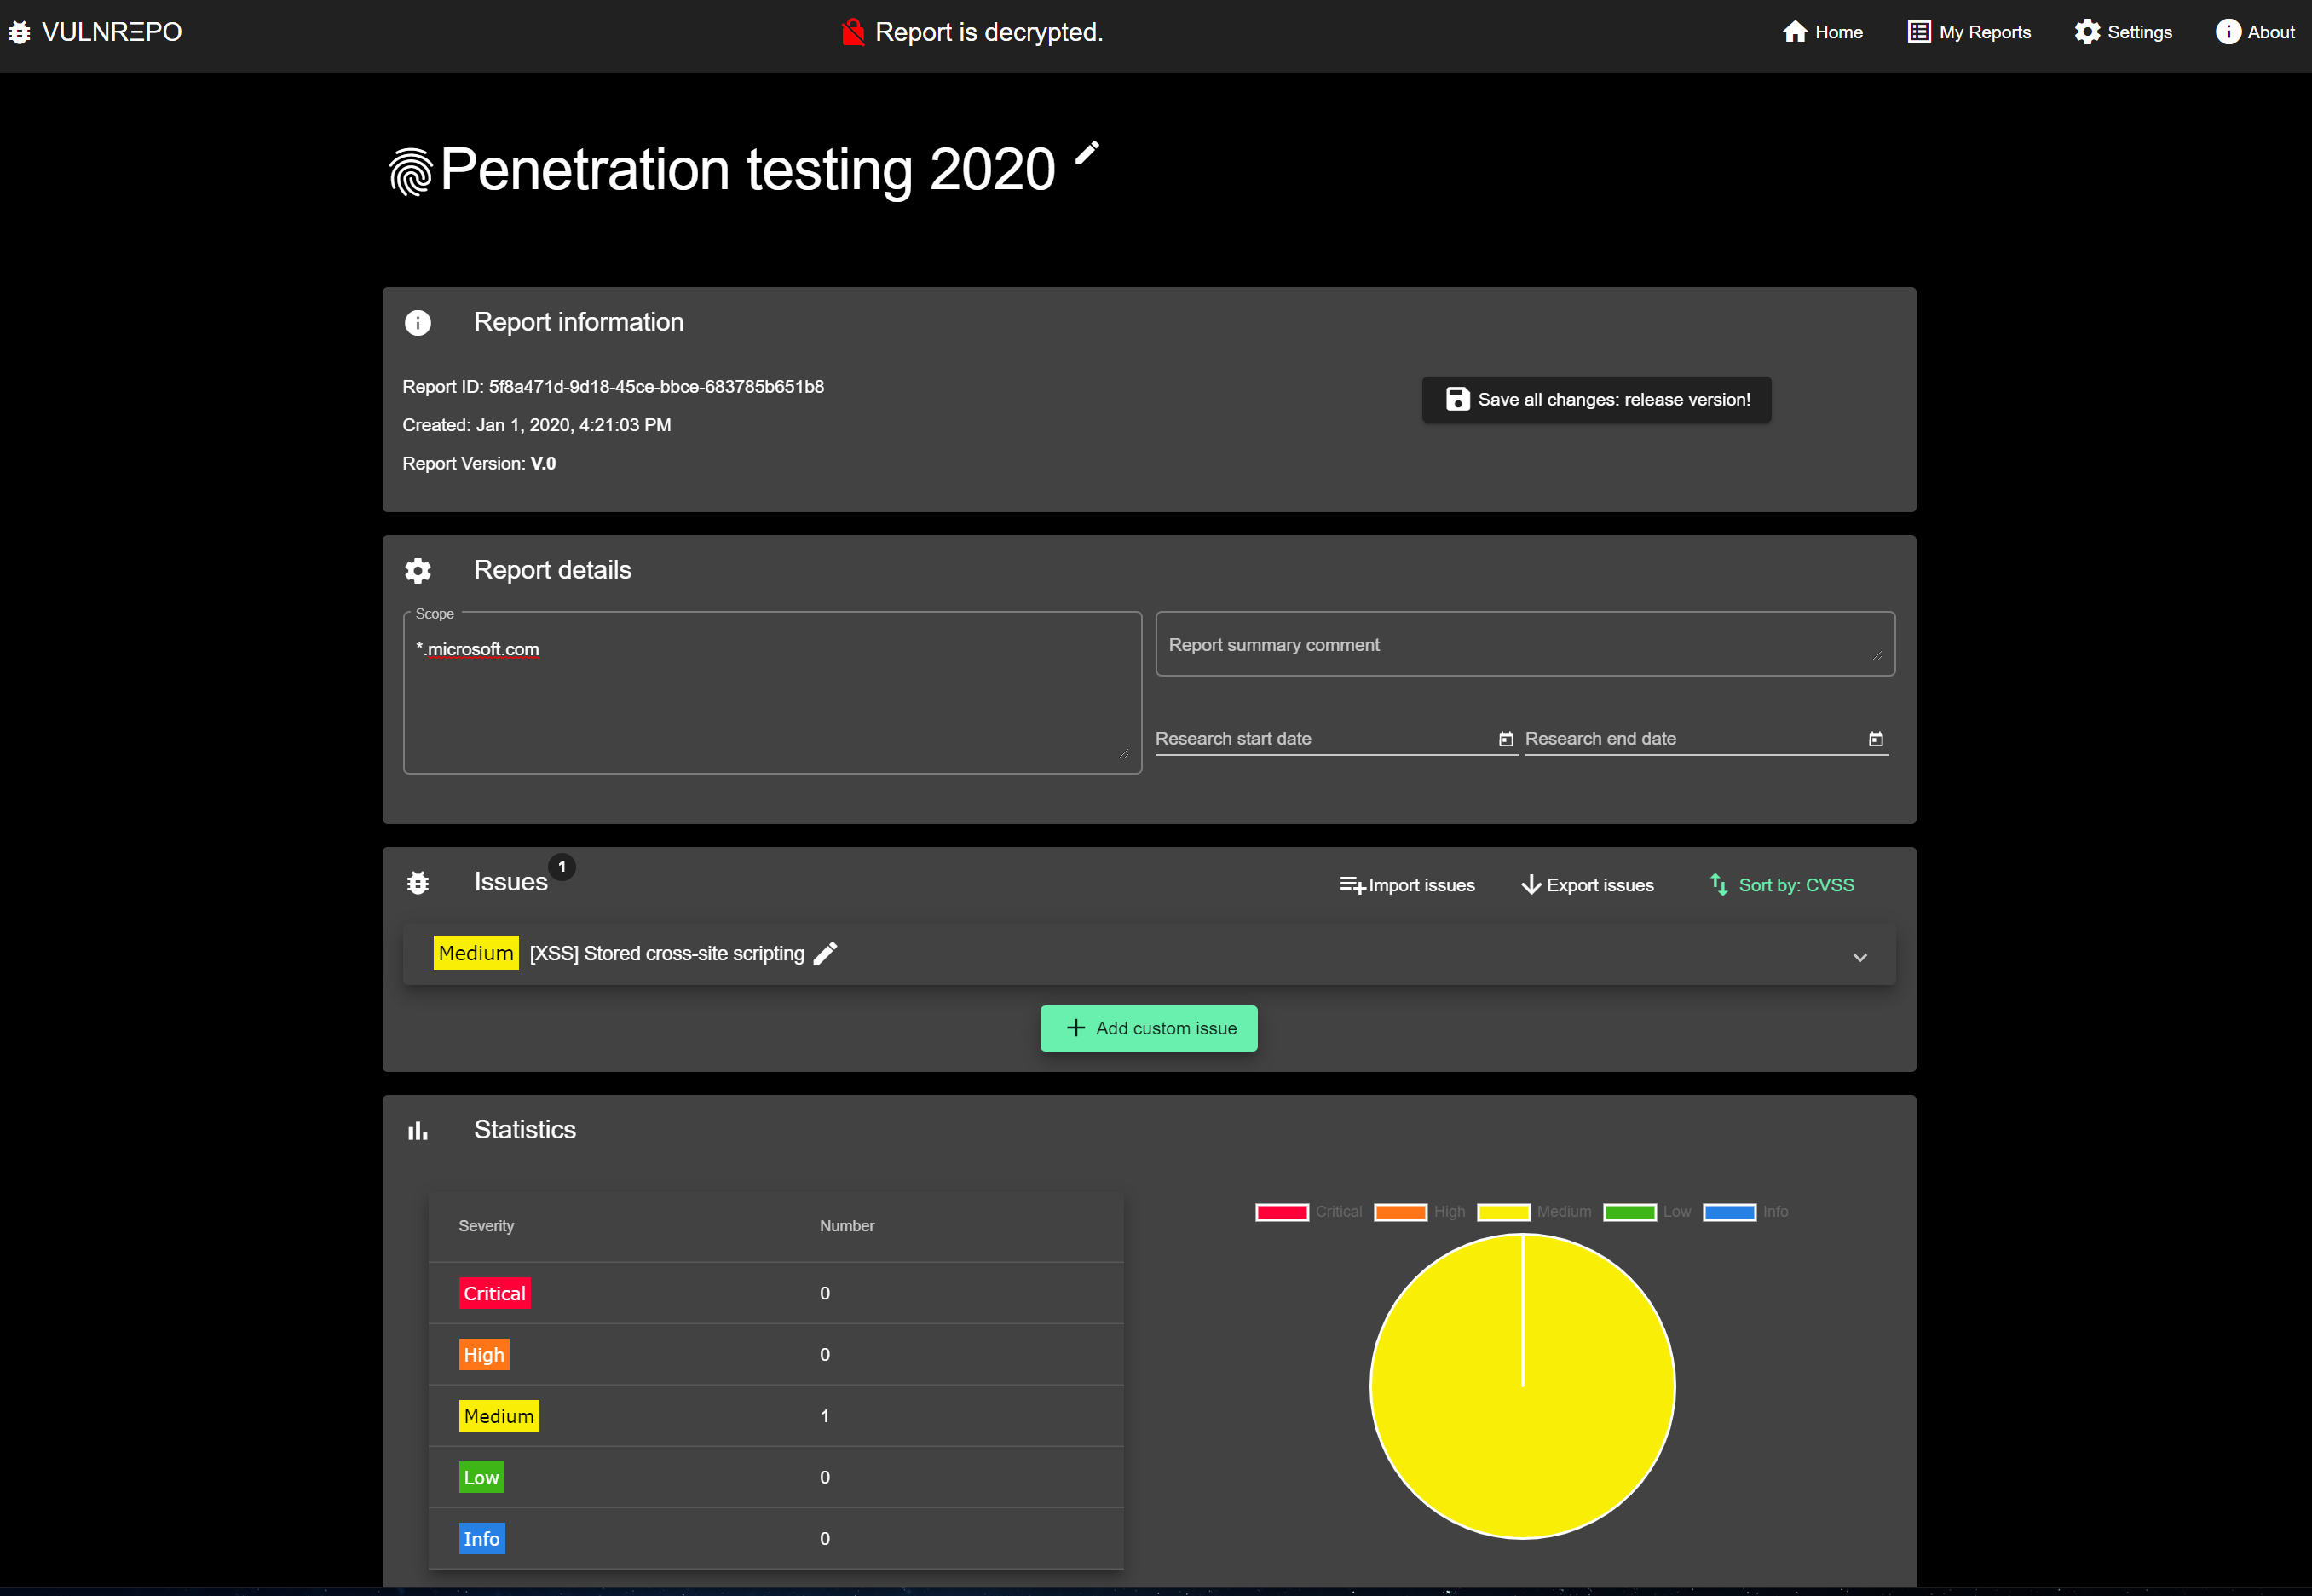 VULNRΞPO
Report is decrypted.
Home
My Reports
Settings
About
Penetration testing 2020
Report information
Report ID: 5f8a471d-9d18-45ce-bbce-683785b651b8
Created: Jan 1, 2020, 4:21:03 PM
Report Version: V.0
Save all changes: release version!
Report details
Scope
*.microsoft.com
Report summary comment
Research start date
Research end date
Issues 1
Import issues
Export issues
Sort by: CVSS
Medium [XSS] Stored cross-site scripting
Add custom issue
Statistics
Severity Number
Critical 0
High 0
Medium 1
Low 0
Info 0
Critical High Medium Low Info